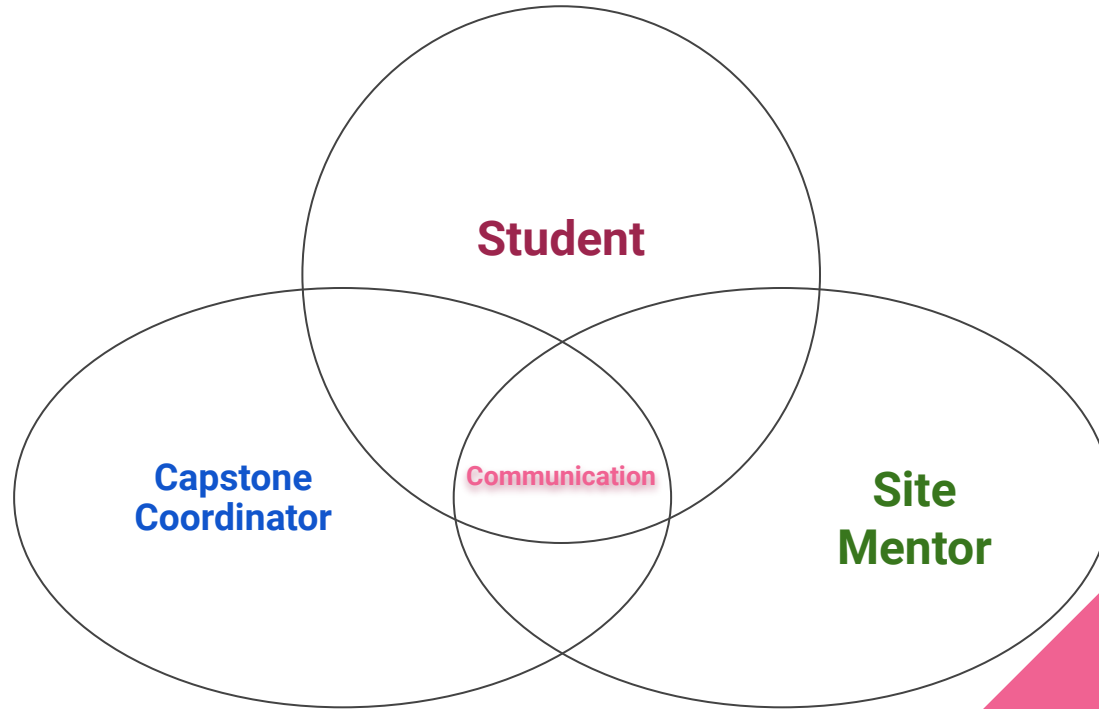 Student
Capstone
Coordinator
Communication
Site
Mentor